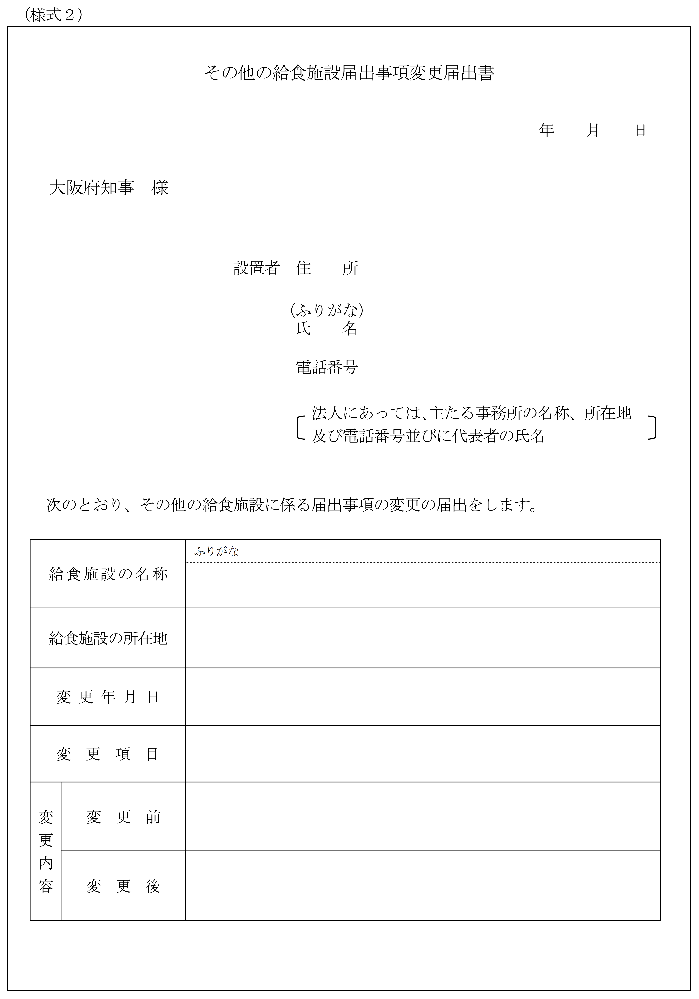 （様式２）
その他の給食施設届出事項変更届出書
年　　月　　日
大阪府知事　様
設置者　住　　所
（ふりがな）
氏　　名
電話番号
法人にあっては、主たる事務所の名称、所在地
及び電話番号並びに代表者の氏名
次のとおり、その他の給食施設に係る届出事項の変更の届出をします。
ふりがな
給食施設の名称
給食施設の所在地
変更年月日
変更項目
変更内容
変更前
変更後